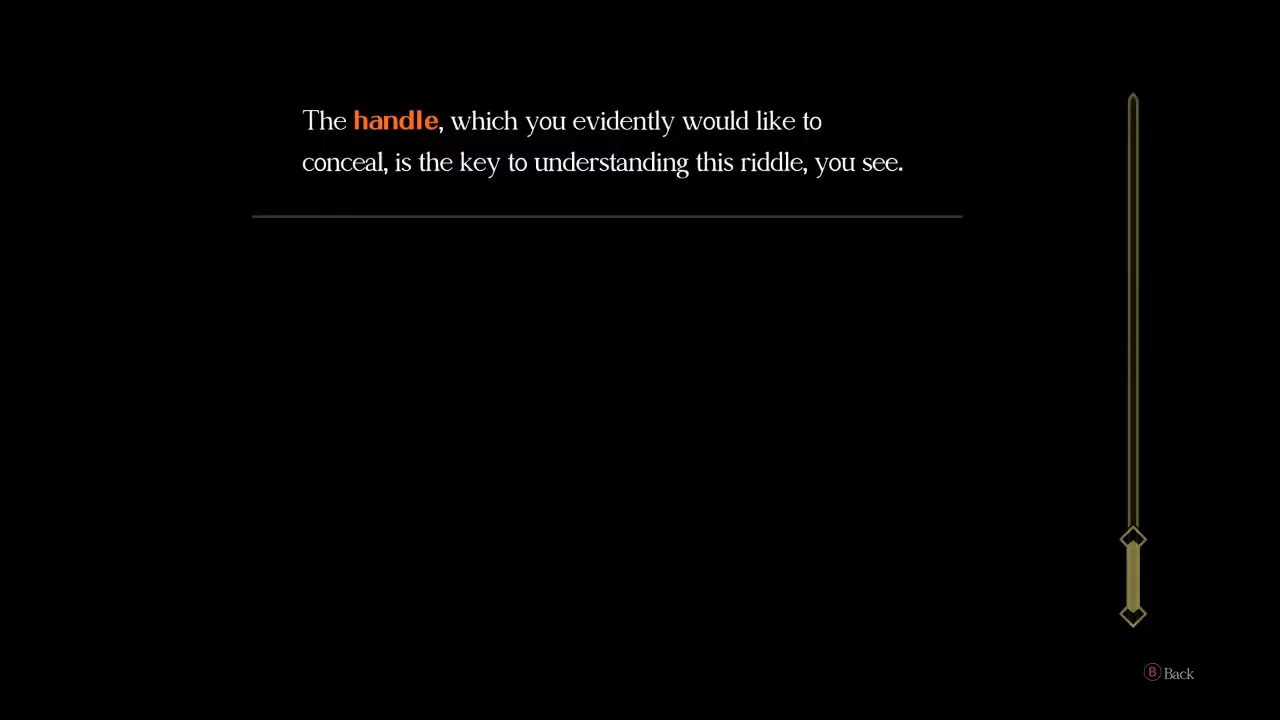 The handle, which you evidently would like to
conceal, is the key to understanding this riddle, you see.
B Back